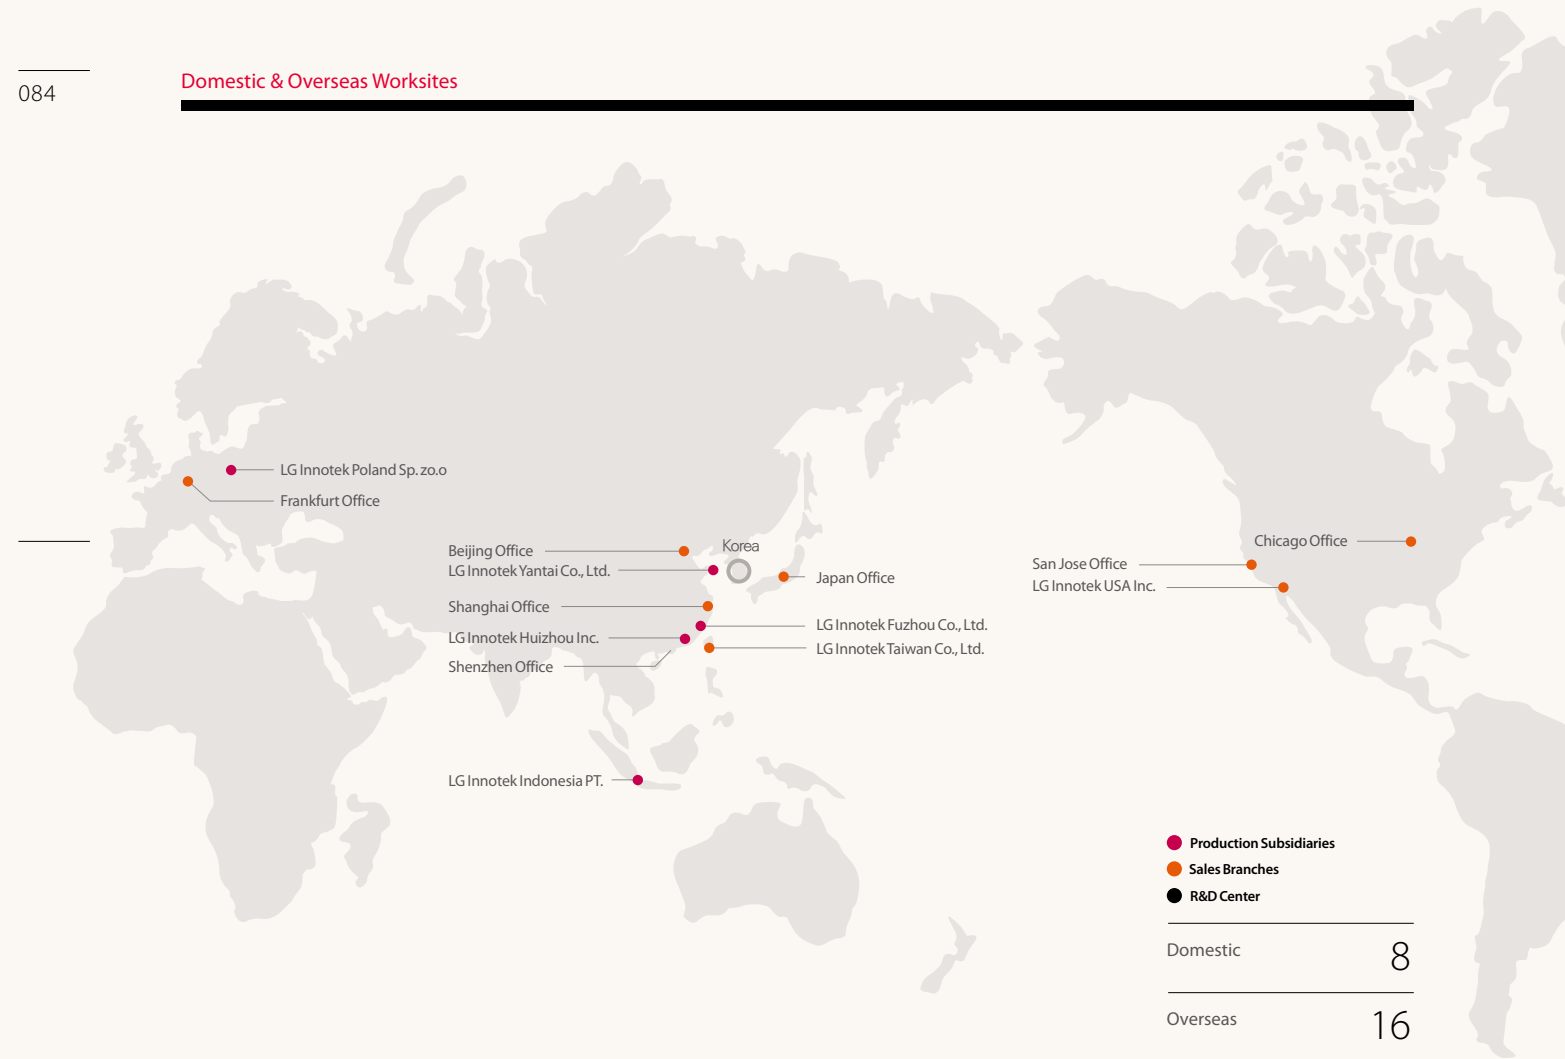 084
Domestic & Overseas Worksites
LG Innotek Poland Sp. zo.o
Frankfurt Office
Beijing Office
Korea
LG Innotek Yantai Co., Ltd.
Japan Office
Shanghai Office
LG Innotek Fuzhou Co., Ltd.
LG Innotek Huizhou Inc.
LG Innotek Taiwan Co., Ltd.
Shenzhen Office
LG Innotek Indonesia PT.
Chicago Office
San Jose Office
LG Innotek USA Inc.
Production Subsidiaries
Sales Branches
R&D Center
Domestic 8
Overseas 16